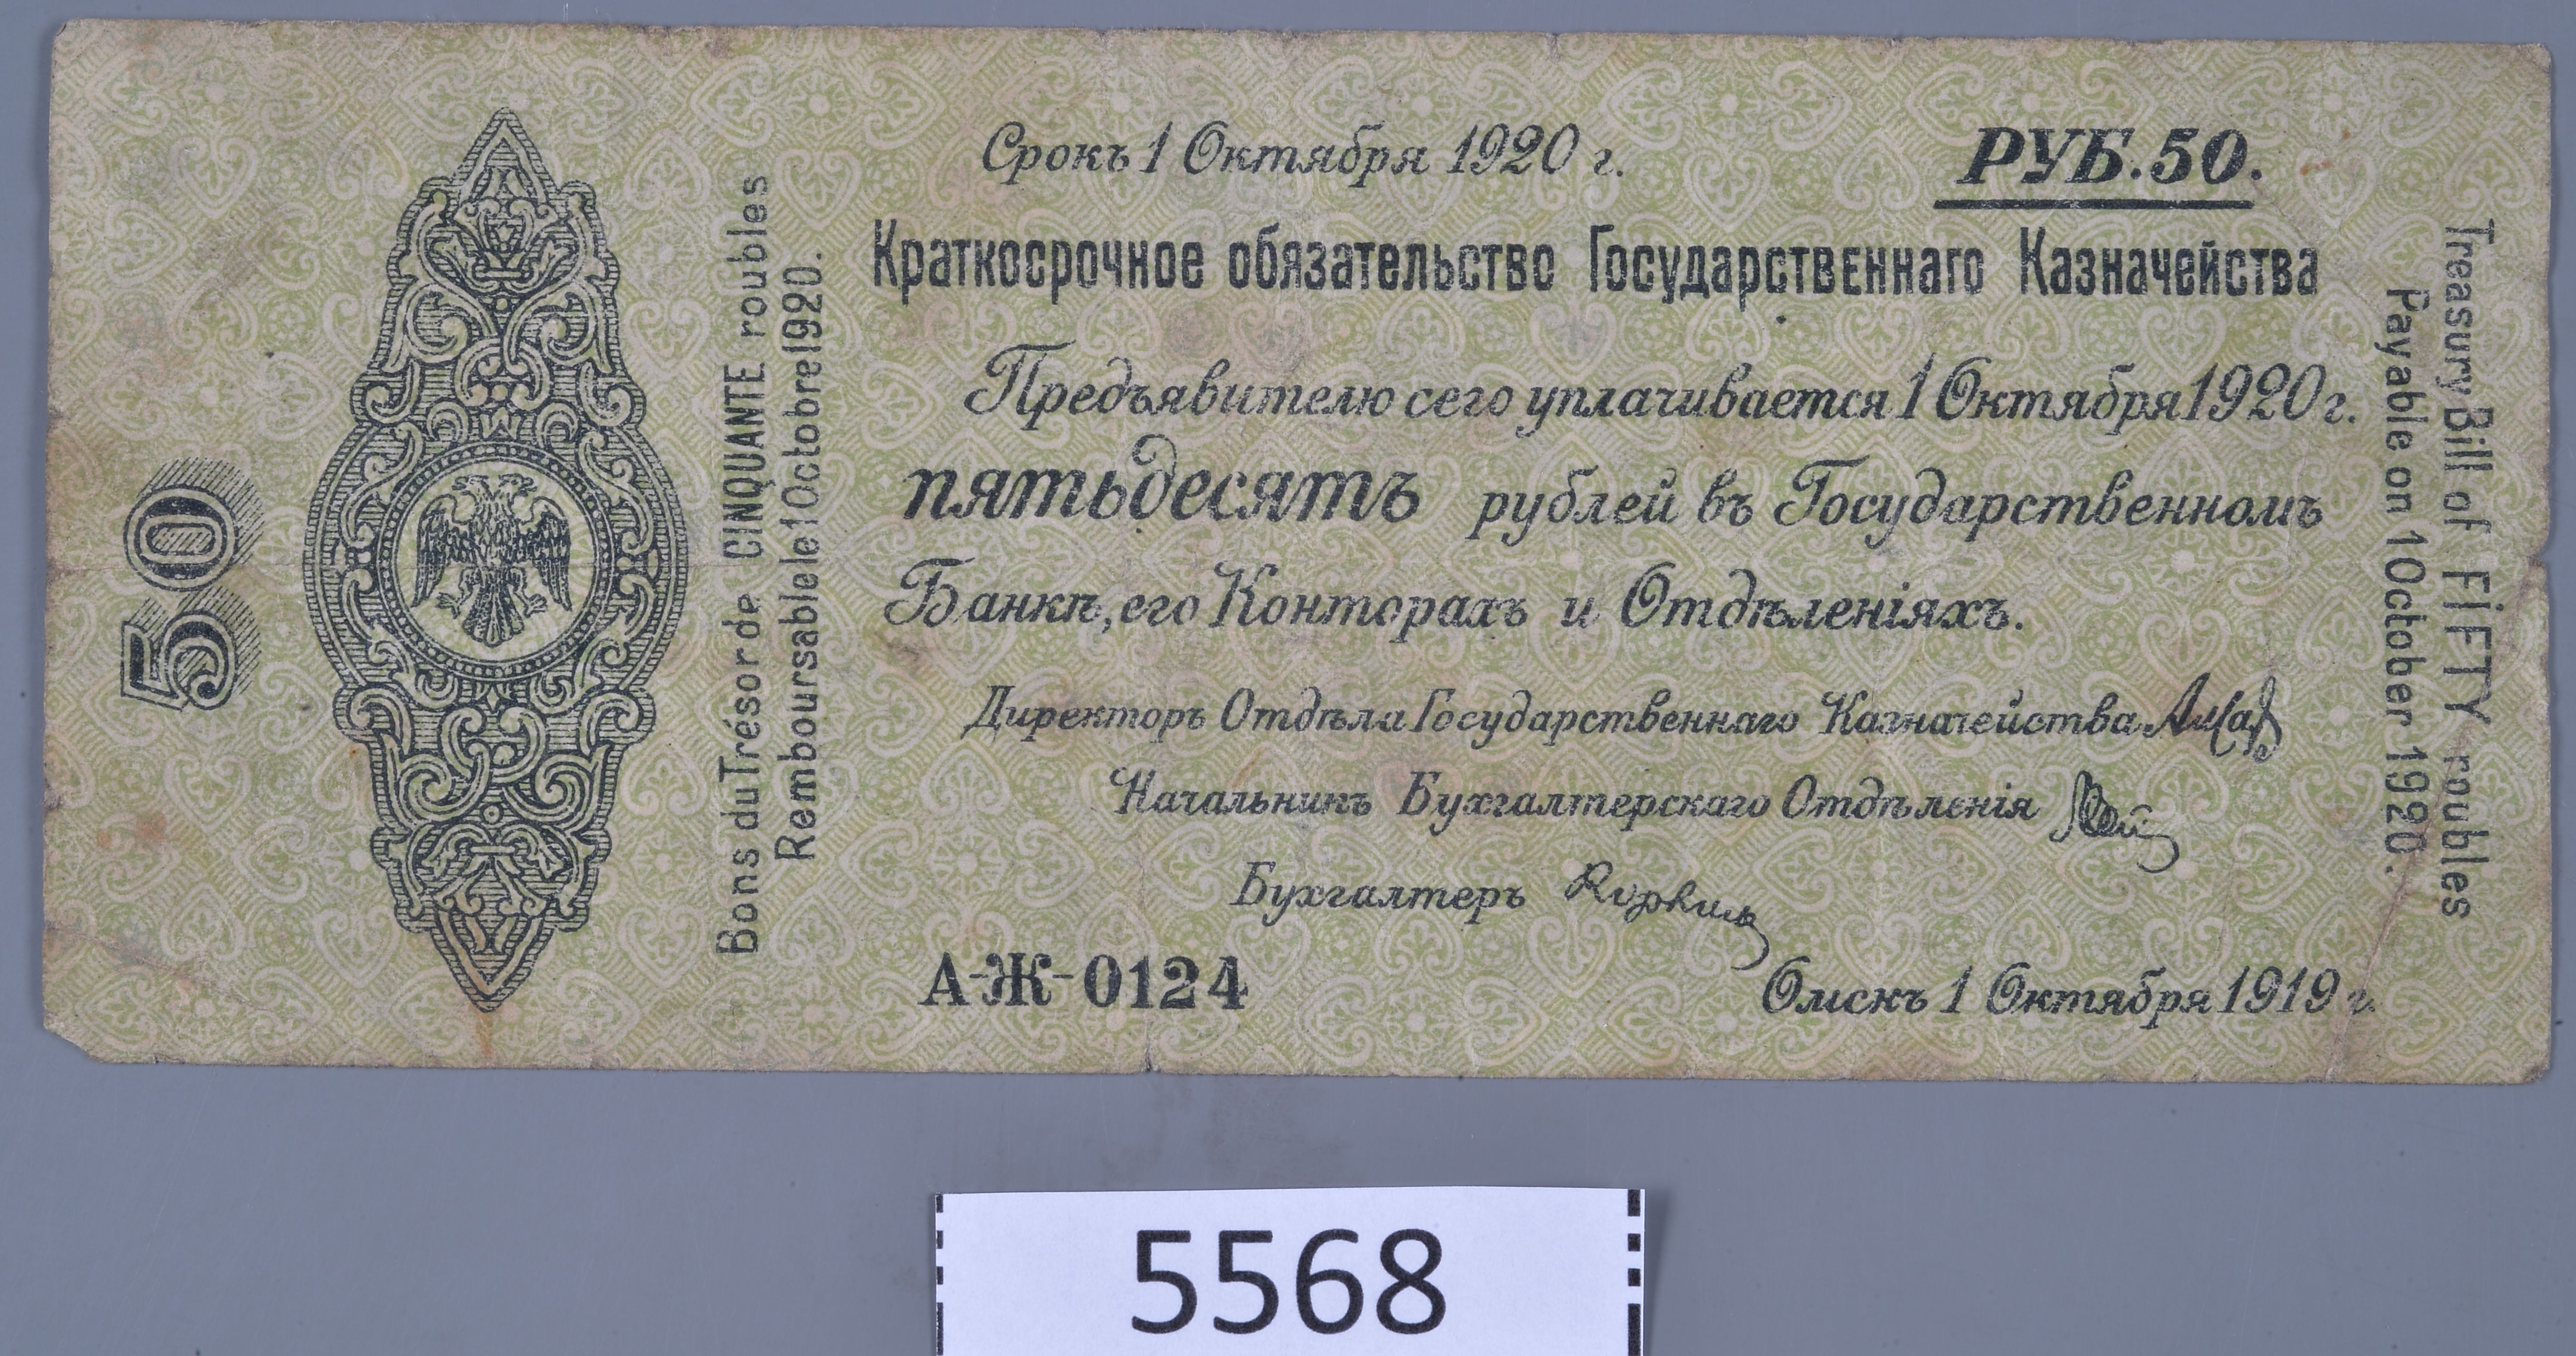 50
Bons du Trésor de CINQUANTE roubles
Remboursable le 1 Octobre 1920.
Срокъ 1 Октября 1920 г.
РУБ. 50.
Краткосрочное обязательство Государственнаго Казначейства
Предъявителю сего уплачивается 1 Октября 1920 г.
пятьдесятъ рублей въ Государственномъ
Банкѣ, его Конторахъ и Отдѣленіяхъ.
Директоръ Отдѣла Государственнаго Казначейства
Начальникъ Бухгалтерскаго Отдѣленія
Бухгалтеръ
А-Ж-0124
Омскъ 1 Октября 1919 г.
Treasury Bill of FiFTY roubles
Payable on 1 October 1920.
5568